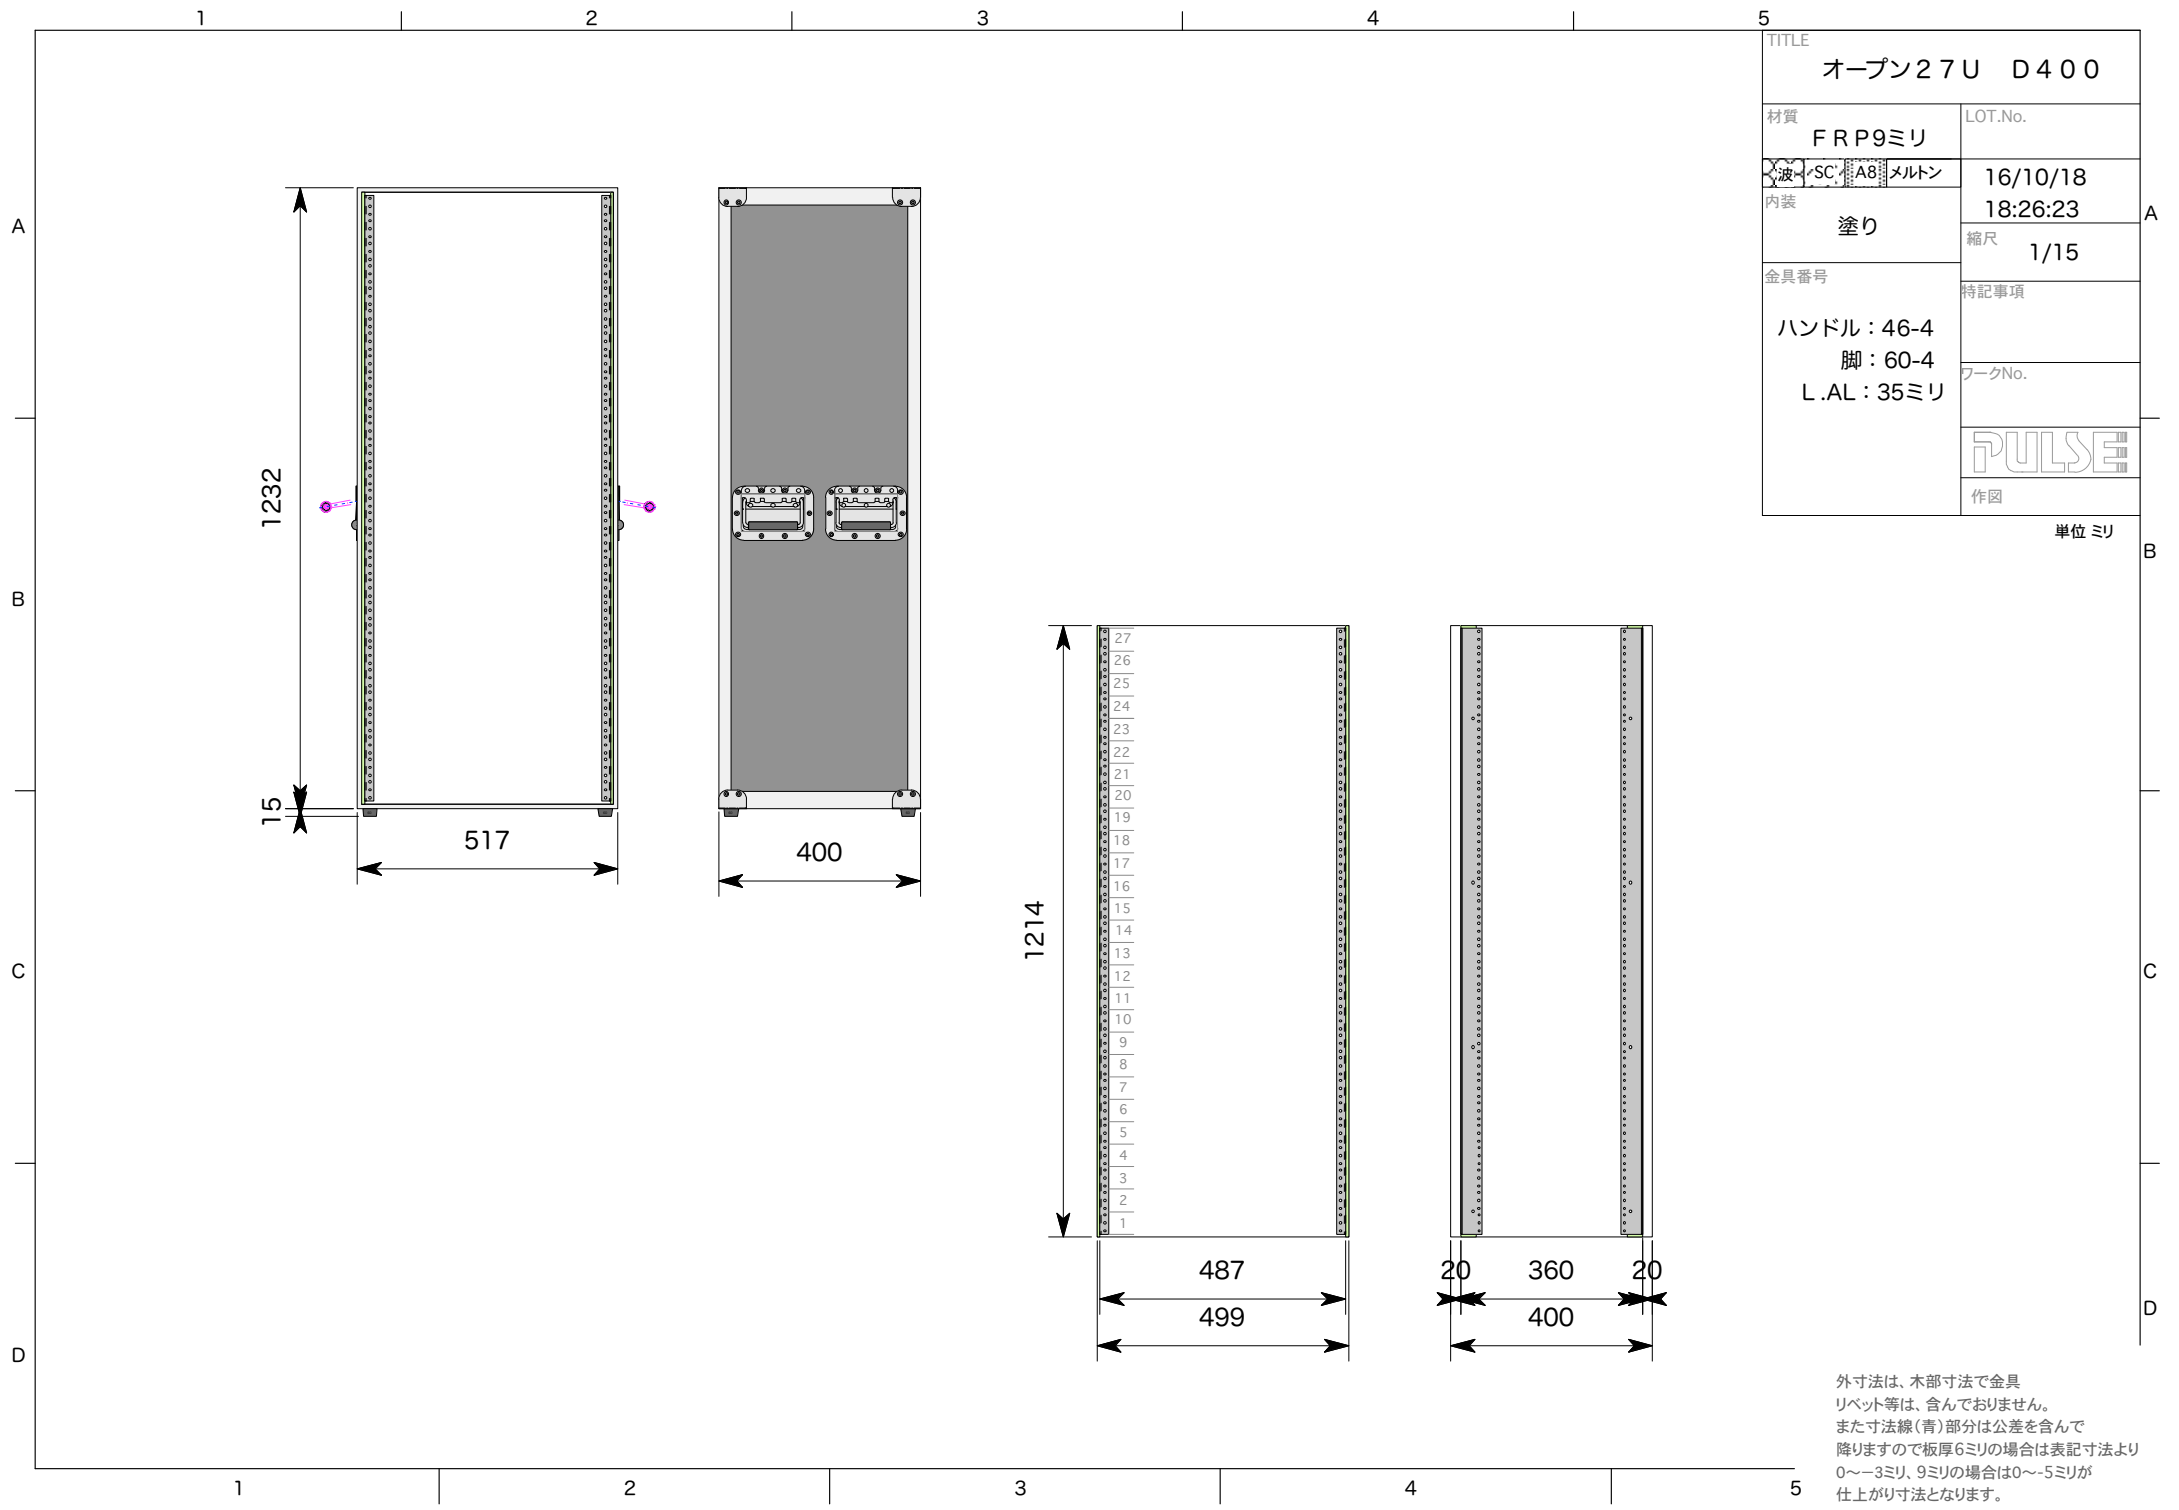 1 2 3 4 5
TITLE
オープン２７Ｕ　Ｄ４００
材質
ＦＲＰ9ミリ
LOT.No.
波 SC A8 メルトン
16/10/18
18:26:23
内装
塗り
縮尺
1/15
金具番号
特記事項
ハンドル：46-4
脚：60-4
Ｌ.AL：35ミリ
ワークNo.
PULSE
作図
単位 ミリ
A
A
B
B
C
C
D
D
1232
15
517
400
1214
27
26
25
24
23
22
21
20
19
18
17
16
15
14
13
12
11
10
9
8
7
6
5
4
3
2
1
487
499
20 360 20
400
外寸法は、木部寸法で金具
リベット等は、含んでおりません。
また寸法線（青）部分は公差を含んで
降りますので板厚6ミリの場合は表記寸法より
0～−3ミリ、9ミリの場合は0～-5ミリが
仕上がり寸法となります。
1 2 3 4 5